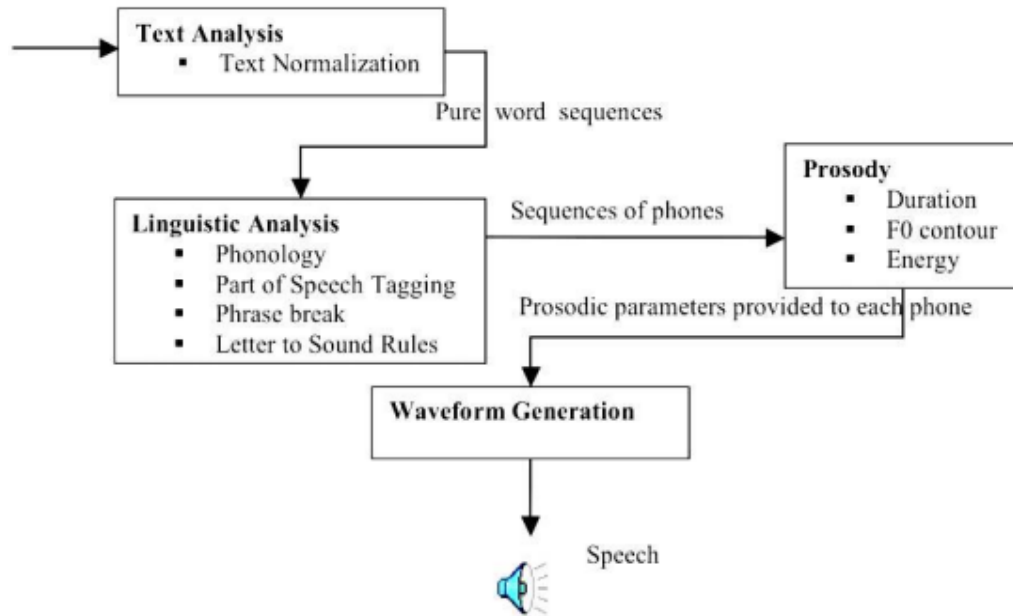 Text Analysis
▪ Text Normalization
Pure word sequences
Linguistic Analysis
▪ Phonology
▪ Part of Speech Tagging
▪ Phrase break
▪ Letter to Sound Rules
Sequences of phones
Prosody
▪ Duration
▪ F0 contour
▪ Energy
Prosodic parameters provided to each phone
Waveform Generation
Speech